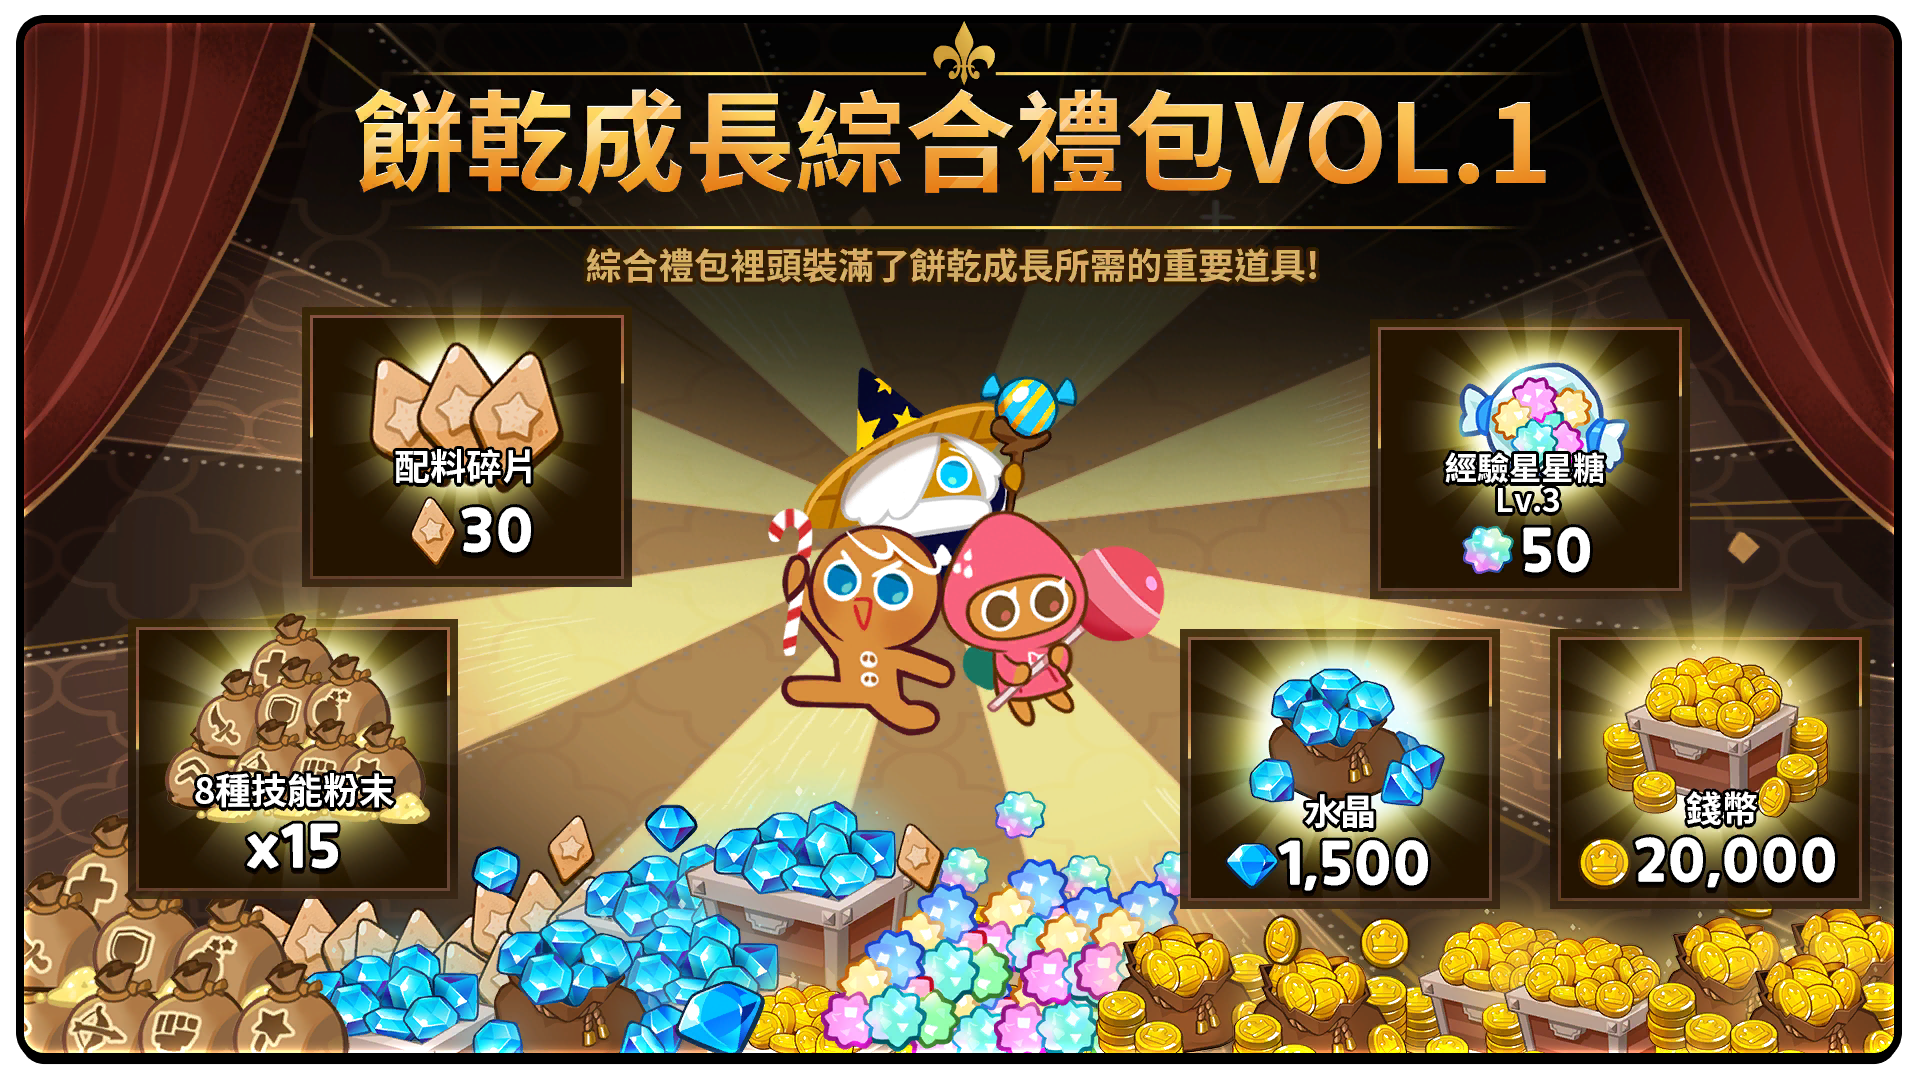 餅乾成長綜合禮包VOL.1
綜合禮包裡頭裝滿了餅乾成長所需的重要道具!
配料碎片
30
經驗星星糖
Lv.3
50
8種技能粉末
x15
水晶
1,500
錢幣
20,000